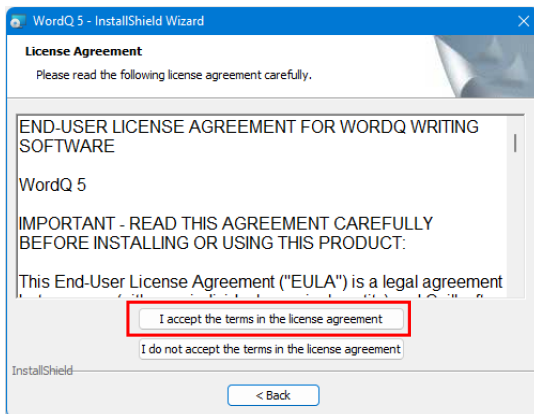 WordQ 5 - InstallShield Wizard
License Agreement
Please read the following license agreement carefully.
END-USER LICENSE AGREEMENT FOR WORDQ WRITING
SOFTWARE
WordQ 5
IMPORTANT - READ THIS AGREEMENT CAREFULLY
BEFORE INSTALLING OR USING THIS PRODUCT:
This End-User License Agreement ("EULA") is a legal agreement
I accept the terms in the license agreement
I do not accept the terms in the license agreement
InstallShield
< Back